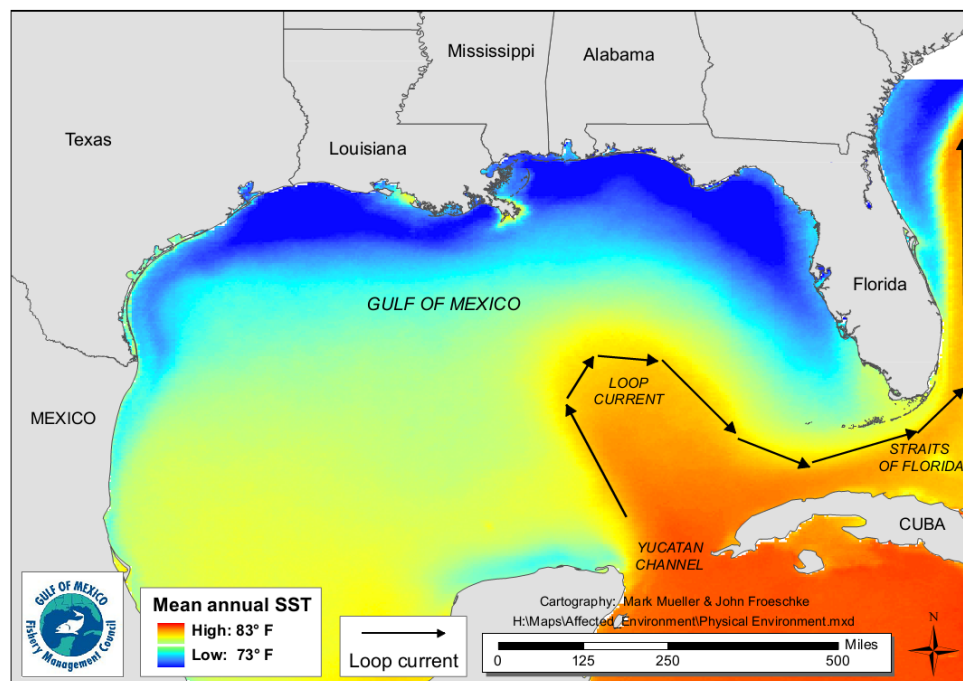 Mississippi
Alabama
Texas
Louisiana
Florida
GULF OF MEXICO
LOOP
CURRENT
MEXICO
STRAITS
OF FLORIDA
CUBA
YUCATAN
CHANNEL
GULF OF MEXICO
Fishery Management Council
Mean annual SST
High: 83° F
Low: 73° F
Loop current
Cartography: Mark Mueller & John Froeschke
H:\Maps\Affected_Environment\Physical Environment.mxd
Miles
0 125 250 500
N